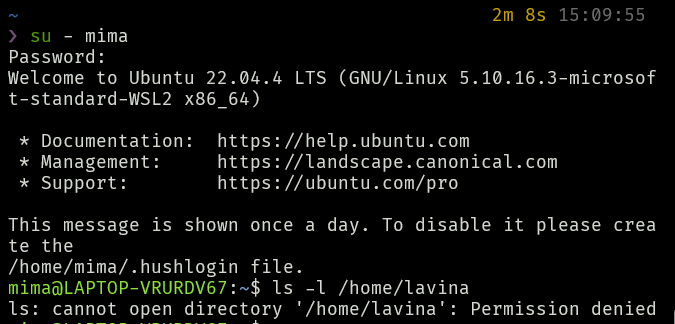 ~ 2m 8s 15:09:55
❯ su - mima
Password:
Welcome to Ubuntu 22.04.4 LTS (GNU/Linux 5.10.16.3-microsof
t-standard-WSL2 x86_64)
* Documentation: https://help.ubuntu.com
* Management: https://landscape.canonical.com
* Support: https://ubuntu.com/pro
This message is shown once a day. To disable it please crea
te the
/home/mima/.hushlogin file.
mima@LAPTOP-VRURDV67:~$ ls -l /home/lavina
ls: cannot open directory '/home/lavina': Permission denied